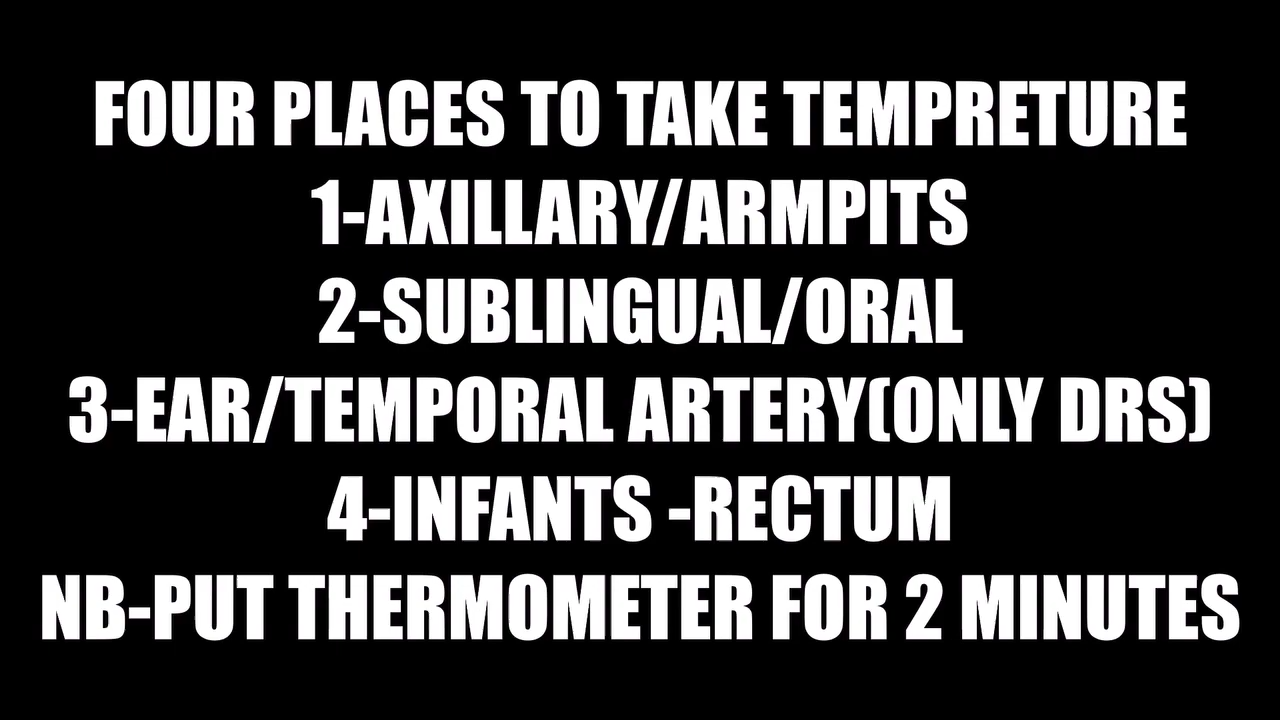 FOUR PLACES TO TAKE TEMPRETURE
1-AXILLARY/ARMPITS
2-SUBLINGUAL/ORAL
3-EAR/TEMPORAL ARTERY(ONLY DRS)
4-INFANTS -RECTUM
NB-PUT THERMOMETER FOR 2 MINUTES